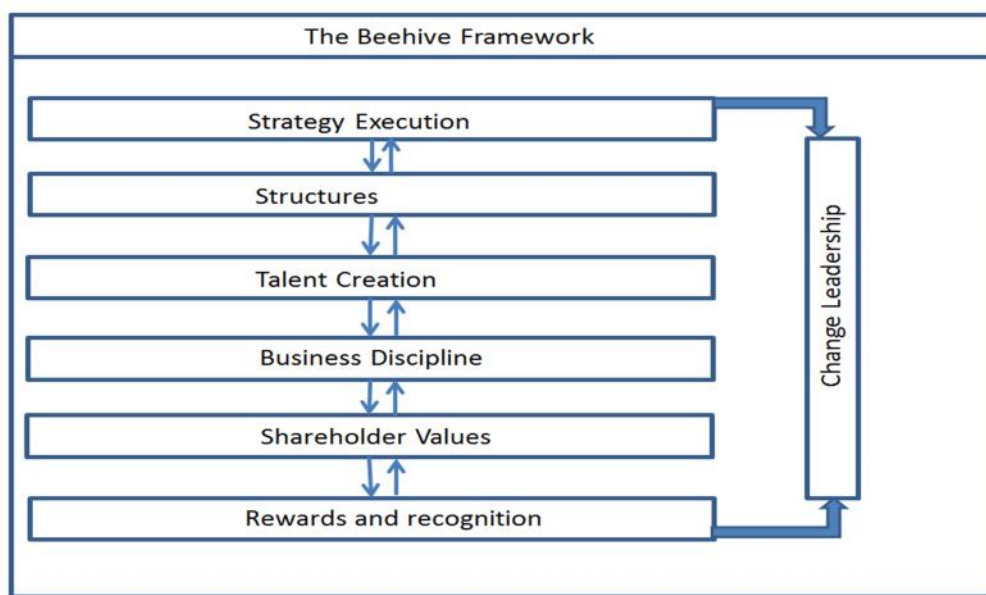 The Beehive Framework
Strategy Execution
Structures
Talent Creation
Business Discipline
Shareholder Values
Rewards and recognition
Change Leadership